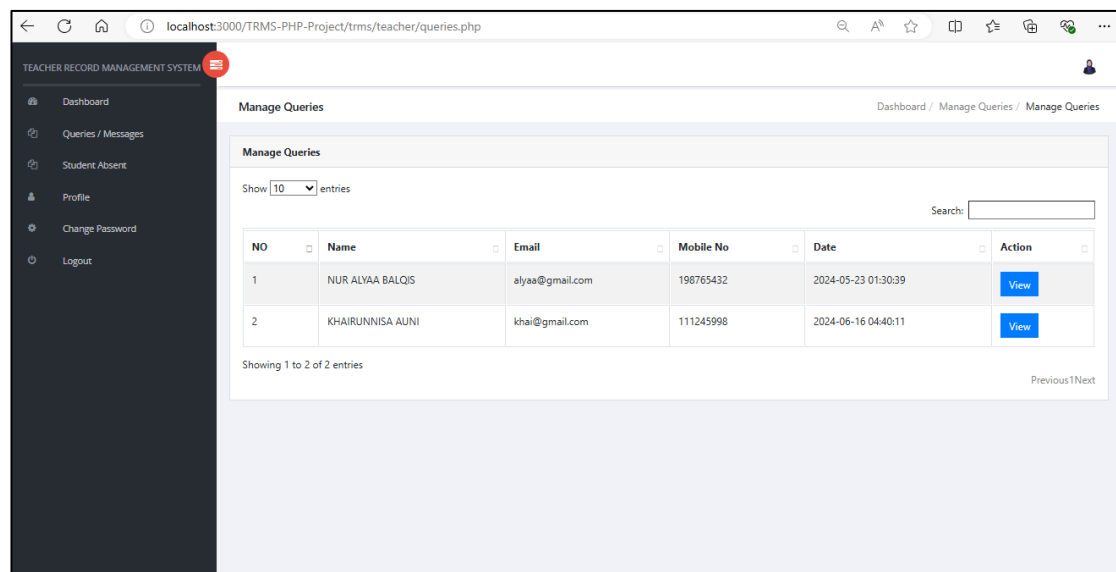 localhost:3000/TRMS-PHP-Project/trms/teacher/queries.php
TEACHER RECORD MANAGEMENT SYSTEM
Dashboard
Queries / Messages
Student Absent
Profile
Change Password
Logout
Manage Queries
Dashboard / Manage Queries / Manage Queries
Manage Queries
Show 10 entries
Search:
NO Name Email Mobile No Date Action
1 NUR ALYAA BALQIS alyaa@gmail.com 198765432 2024-05-23 01:30:39 View
2 KHAIRUNNISA AUNI khai@gmail.com 111245998 2024-06-16 04:40:11 View
Showing 1 to 2 of 2 entries
Previous1Next